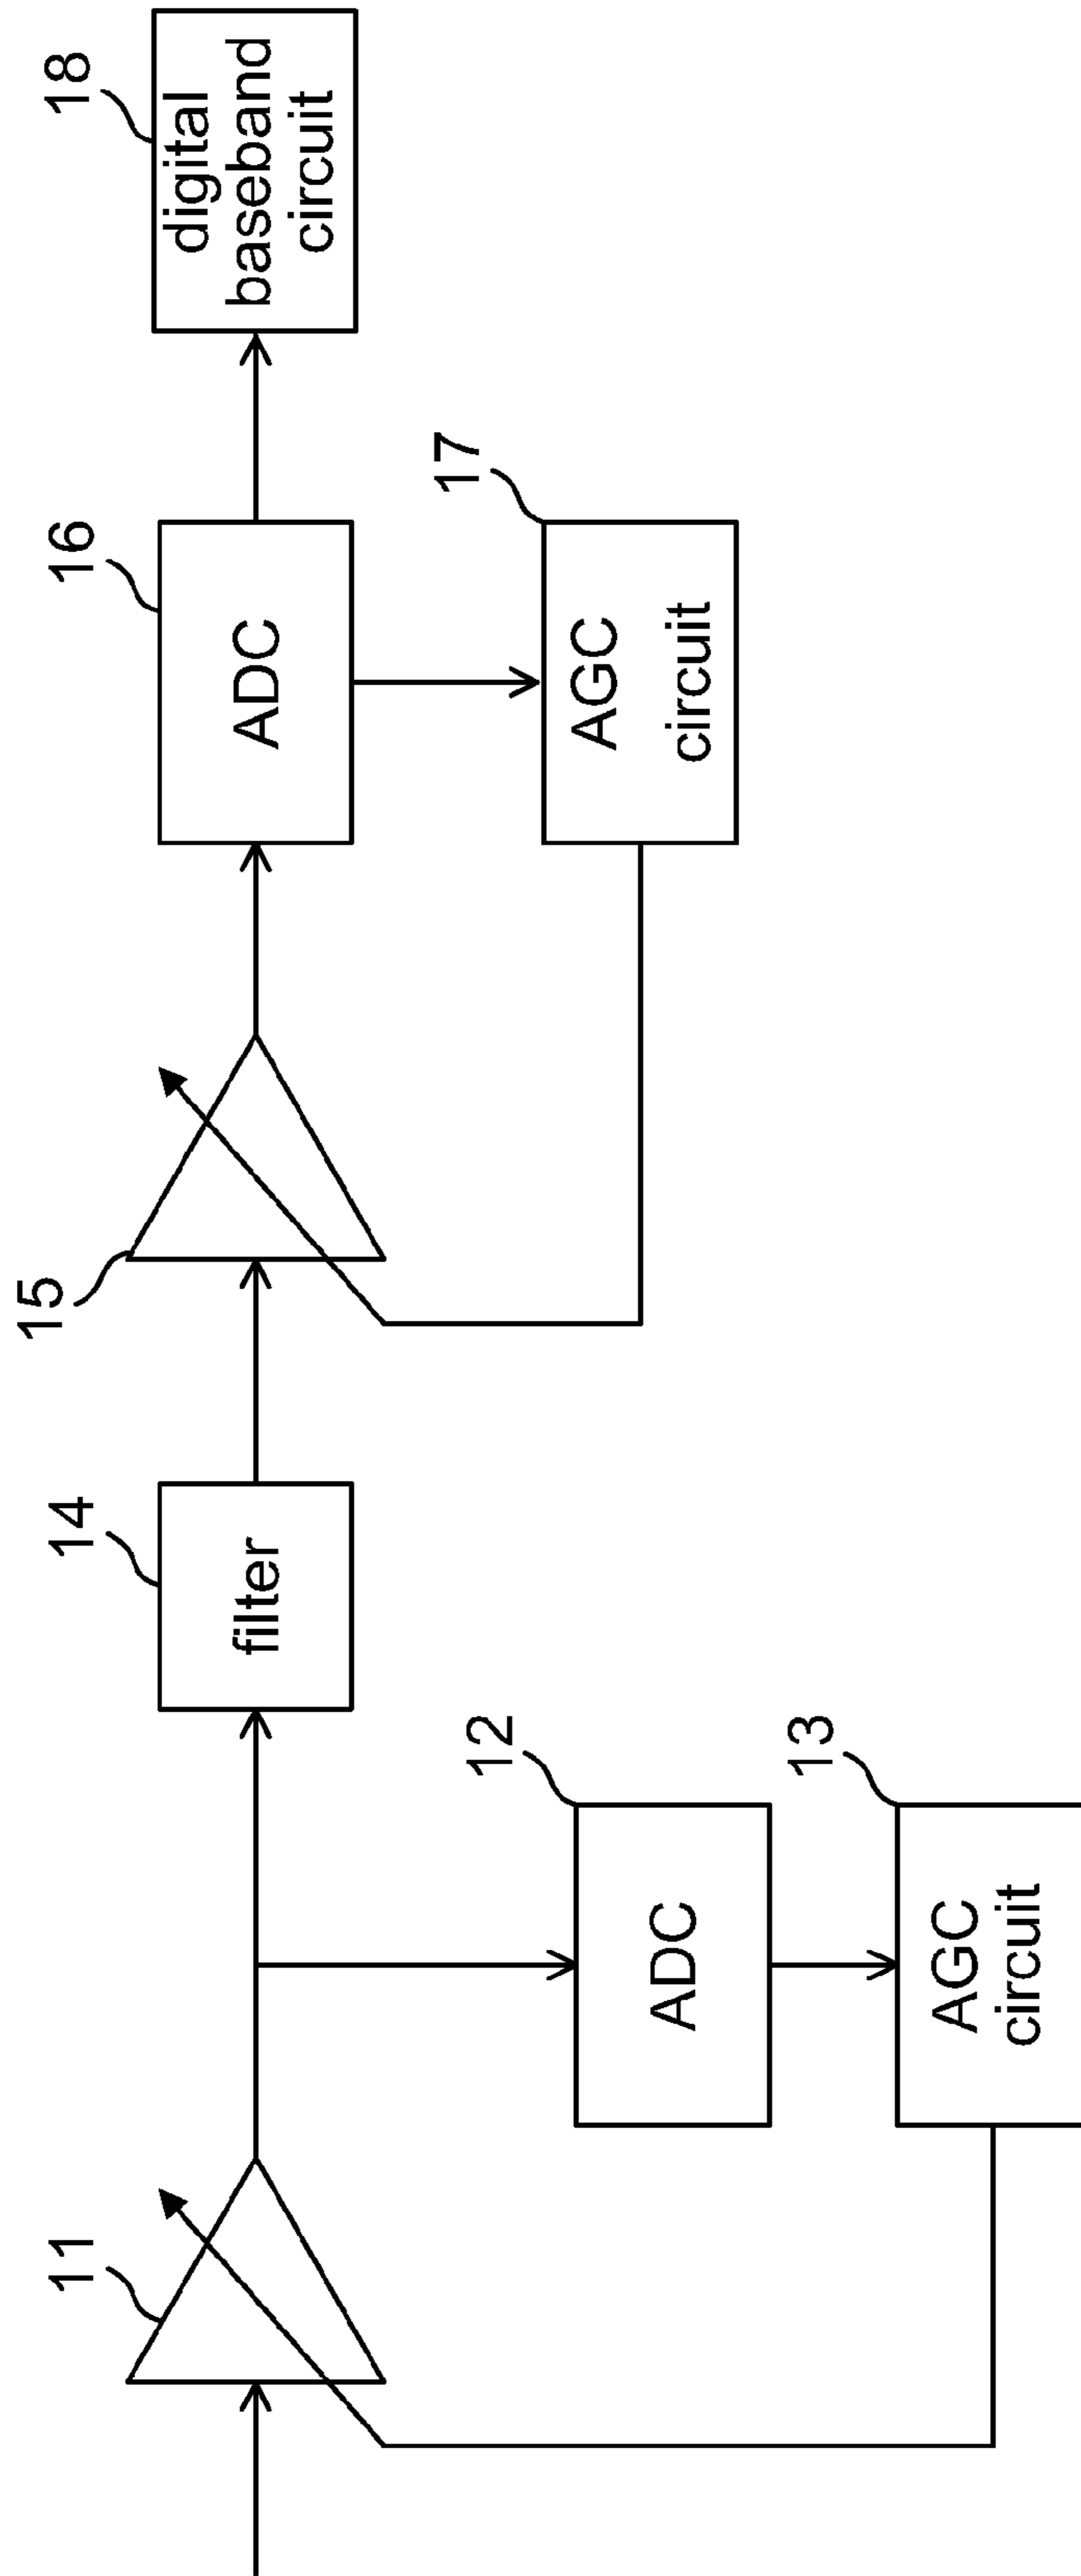 11
12
ADC
13
AGC
circuit
14
filter
15
16
ADC
17
AGC
circuit
18
digital
baseband
circuit